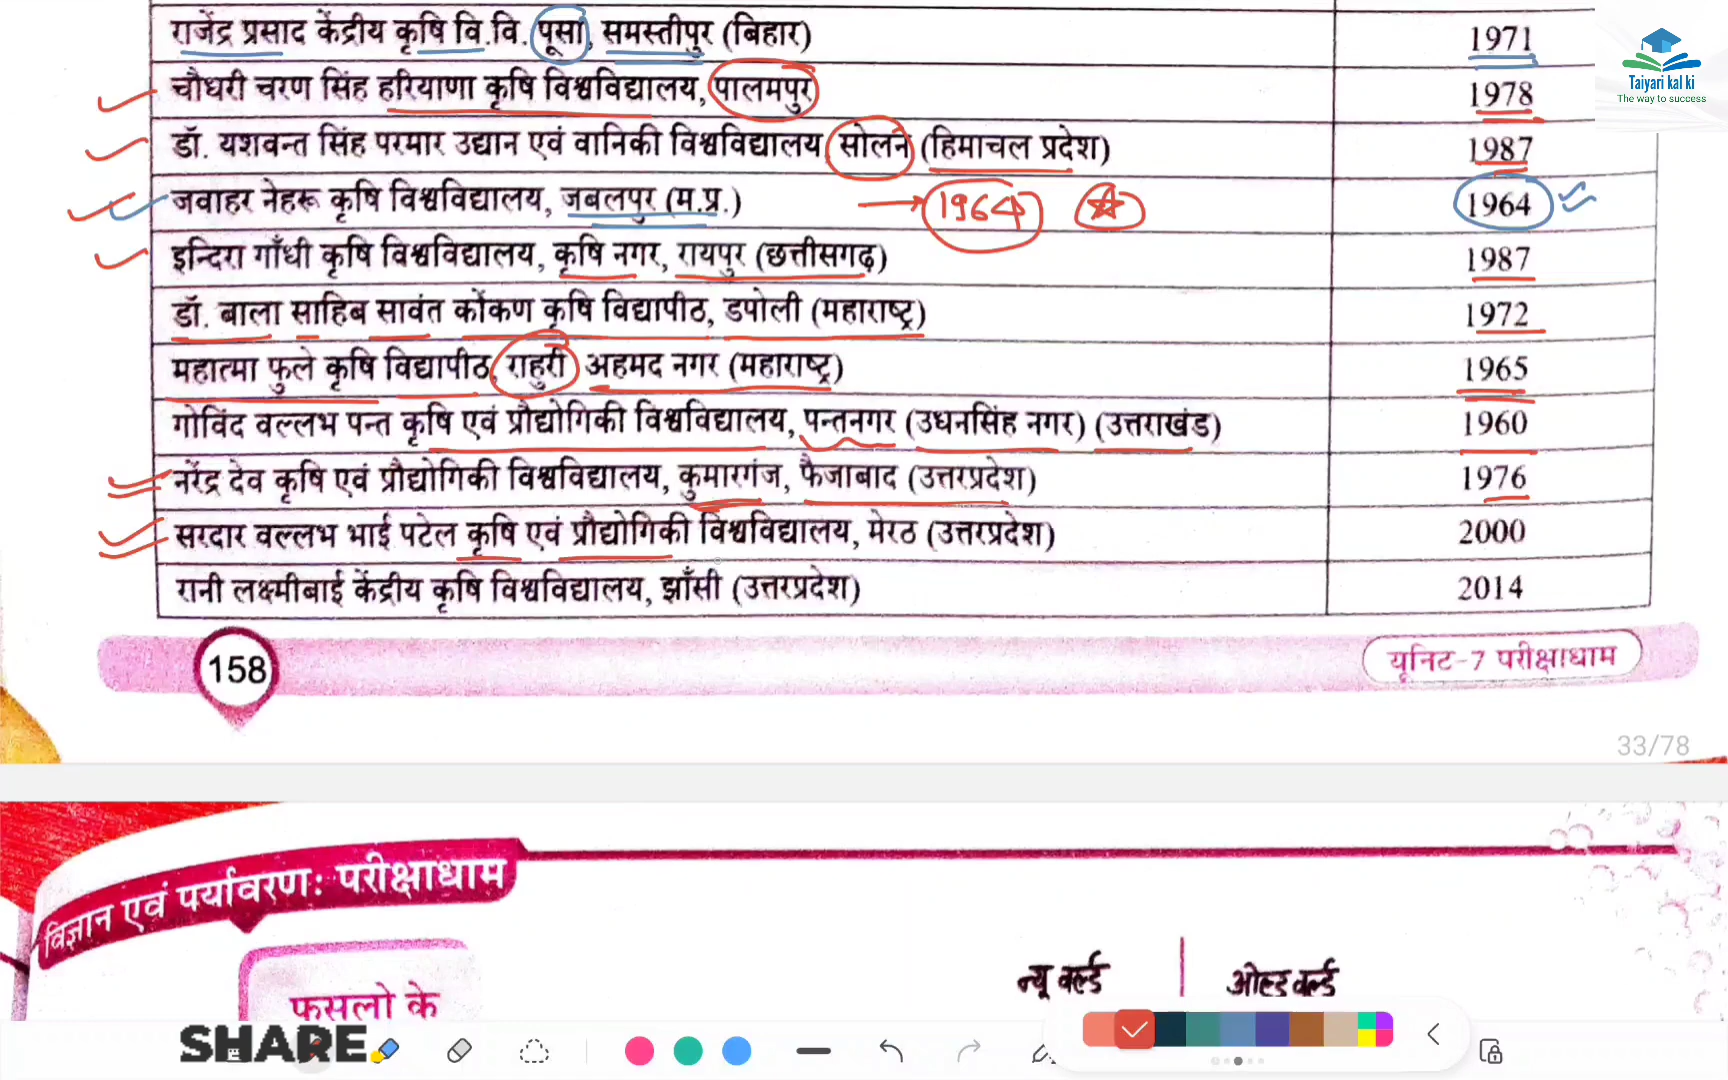 राजेंद्र प्रसाद केंद्रीय कृषि वि.वि. पूसा, समस्तीपुर (बिहार) 1971
चौधरी चरण सिंह हरियाणा कृषि विश्वविद्यालय, पालमपुर 1978
डॉ. यशवन्त सिंह परमार उद्यान एवं वानिकी विश्वविद्यालय सोलन (हिमाचल प्रदेश) 1987
जवाहर नेहरू कृषि विश्वविद्यालय, जबलपुर (म.प्र.) 1964 1964
इन्दिरा गाँधी कृषि विश्वविद्यालय, कृषि नगर, रायपुर (छत्तीसगढ़) 1987
डॉ. बाला साहिब सावंत कोंकण कृषि विद्यापीठ, डपोली (महाराष्ट्र) 1972
महात्मा फुले कृषि विद्यापीठ, राहुरी अहमद नगर (महाराष्ट्र) 1965
गोविंद वल्लभ पन्त कृषि एवं प्रौद्योगिकी विश्वविद्यालय, पन्तनगर (उधनसिंह नगर) (उत्तराखंड) 1960
नरेंद्र देव कृषि एवं प्रौद्योगिकी विश्वविद्यालय, कुमारगंज, फैजाबाद (उत्तरप्रदेश) 1976
सरदार वल्लभ भाई पटेल कृषि एवं प्रौद्योगिकी विश्वविद्यालय, मेरठ (उत्तरप्रदेश) 2000
रानी लक्ष्मीबाई केंद्रीय कृषि विश्वविद्यालय, झाँसी (उत्तरप्रदेश) 2014
Taiyari kal ki
The way to success
158
यूनिट-7 परीक्षाधाम
33/78
विज्ञान एवं पर्यावरण: परीक्षाधाम
फसलो के
न्यू वर्ल्ड
ओल्ड वर्ल्ड
SHARE